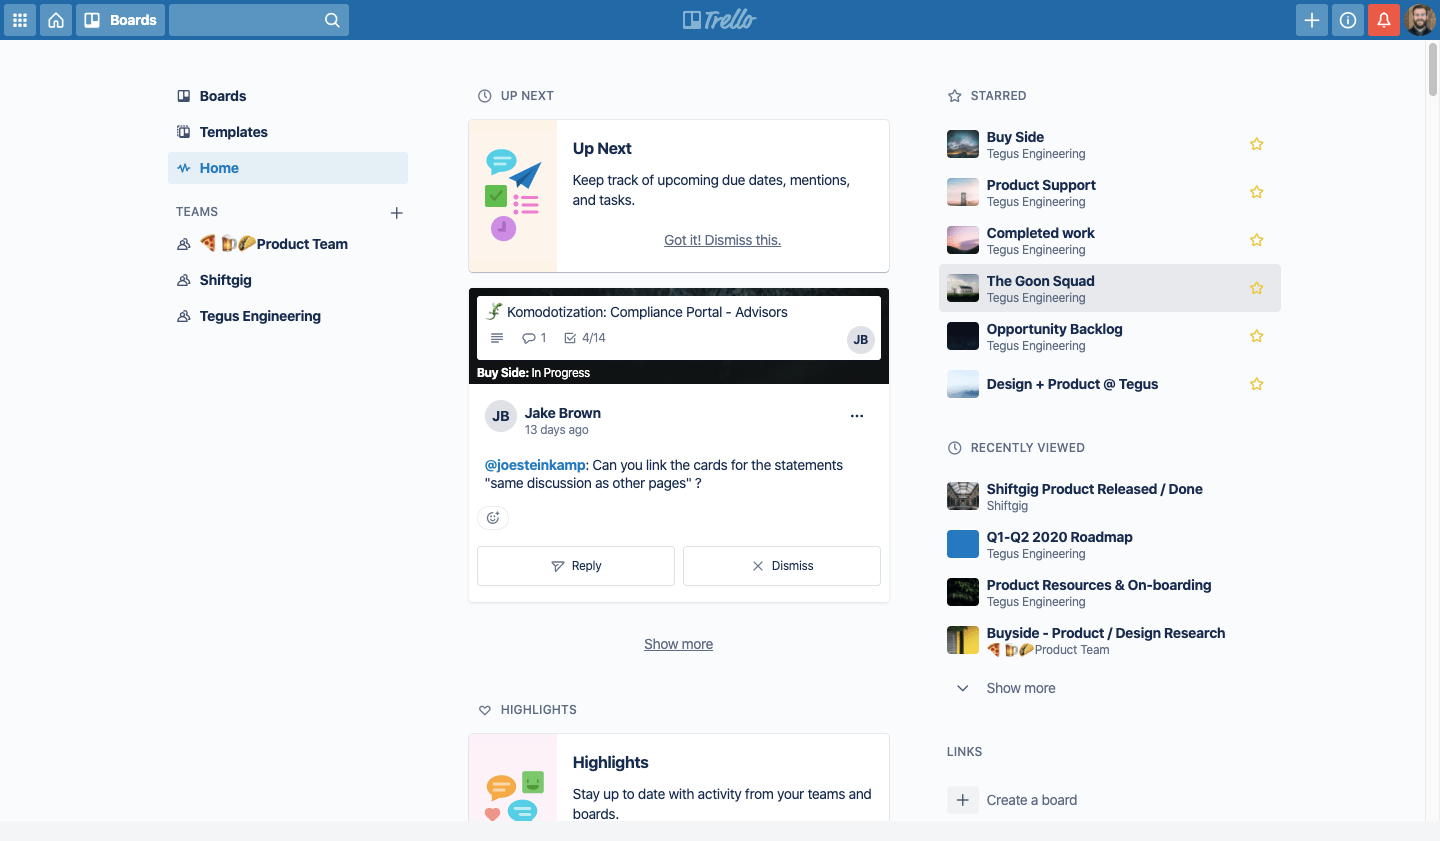 Boards
Trello
Boards
Templates
Home
TEAMS
🍕🍺🌮Product Team
Shiftgig
Tegus Engineering
UP NEXT
Up Next
Keep track of upcoming due dates, mentions,
and tasks.
Got it! Dismiss this.
🦎 Komodotization: Compliance Portal - Advisors
1 4/14
JB
Buy Side: In Progress
JB
Jake Brown
13 days ago
@joesteinkamp: Can you link the cards for the statements
"same discussion as other pages" ?
Reply
Dismiss
Show more
HIGHLIGHTS
Highlights
Stay up to date with activity from your teams and
boards.
STARRED
Buy Side
Tegus Engineering
Product Support
Tegus Engineering
Completed work
Tegus Engineering
The Goon Squad
Tegus Engineering
Opportunity Backlog
Tegus Engineering
Design + Product @ Tegus
RECENTLY VIEWED
Shiftgig Product Released / Done
Shiftgig
Q1-Q2 2020 Roadmap
Tegus Engineering
Product Resources & On-boarding
Tegus Engineering
Buyside - Product / Design Research
🍕🍺🌮Product Team
Show more
LINKS
Create a board